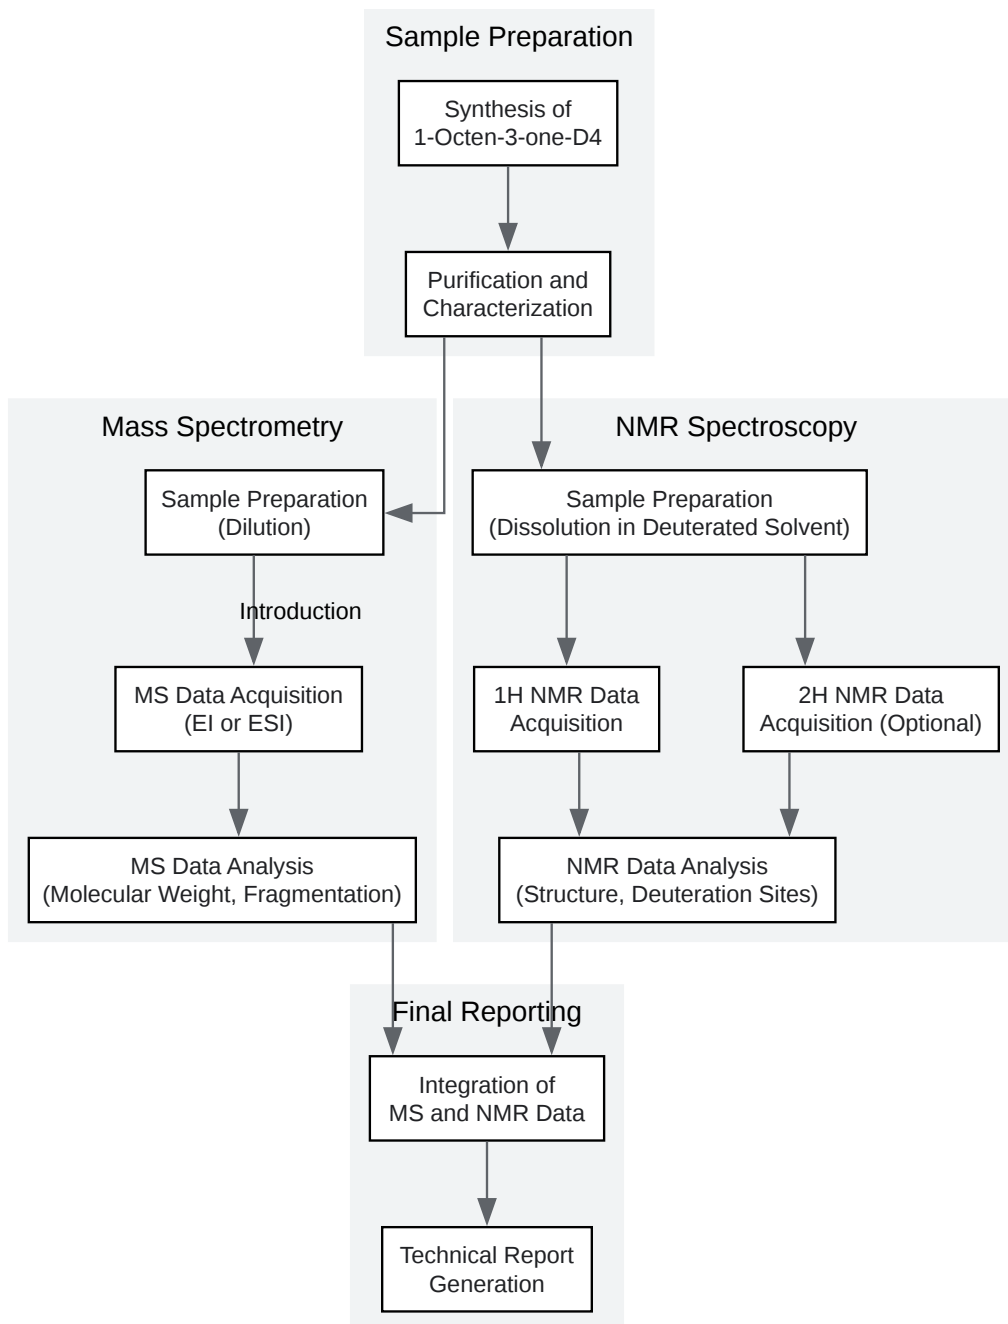 Sample Preparation
Synthesis of
1-Octen-3-one-D4
Purification and
Characterization
Mass Spectrometry
Sample Preparation
(Dilution)
Introduction
MS Data Acquisition
(EI or ESI)
MS Data Analysis
(Molecular Weight, Fragmentation)
NMR Spectroscopy
Sample Preparation
(Dissolution in Deuterated Solvent)
1H NMR Data
Acquisition
2H NMR Data
Acquisition (Optional)
NMR Data Analysis
(Structure, Deuteration Sites)
Final Reporting
Integration of
MS and NMR Data
Technical Report
Generation